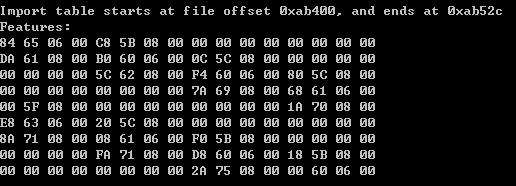 Import table starts at file offset 0xab400, and ends at 0xab52c
Features:
84 65 06 00 C8 5B 08 00 00 00 00 00 00 00 00 00
DA 61 08 00 B0 60 06 00 0C 5C 08 00 00 00 00 00
00 00 00 00 5C 62 08 00 F4 60 06 00 80 5C 08 00
00 00 00 00 00 00 00 00 7A 69 08 00 68 61 06 00
00 5F 08 00 00 00 00 00 00 00 00 00 1A 70 08 00
E8 63 06 00 20 5C 08 00 00 00 00 00 00 00 00 00
8A 71 08 00 08 61 06 00 F0 5B 08 00 00 00 00 00
00 00 00 00 FA 71 08 00 D8 60 06 00 18 5B 08 00
00 00 00 00 00 00 00 00 2A 75 08 00 00 60 06 00